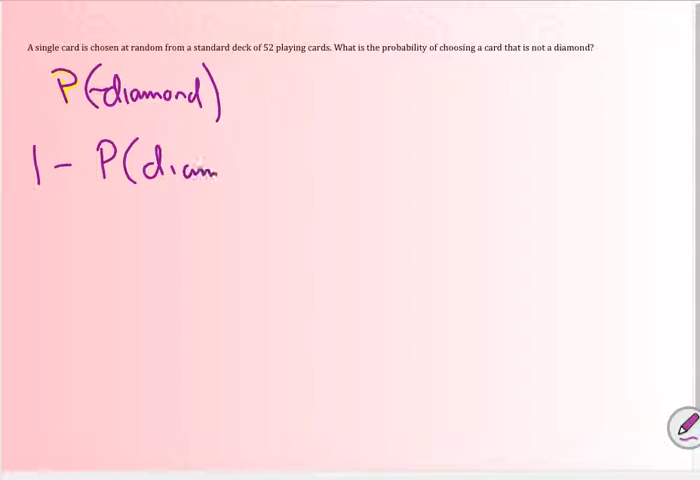 A single card is chosen at random from a standard deck of 52 playing cards. What is the probability of choosing a card that is not a diamond?
P(-diamond)
1 - P(diam